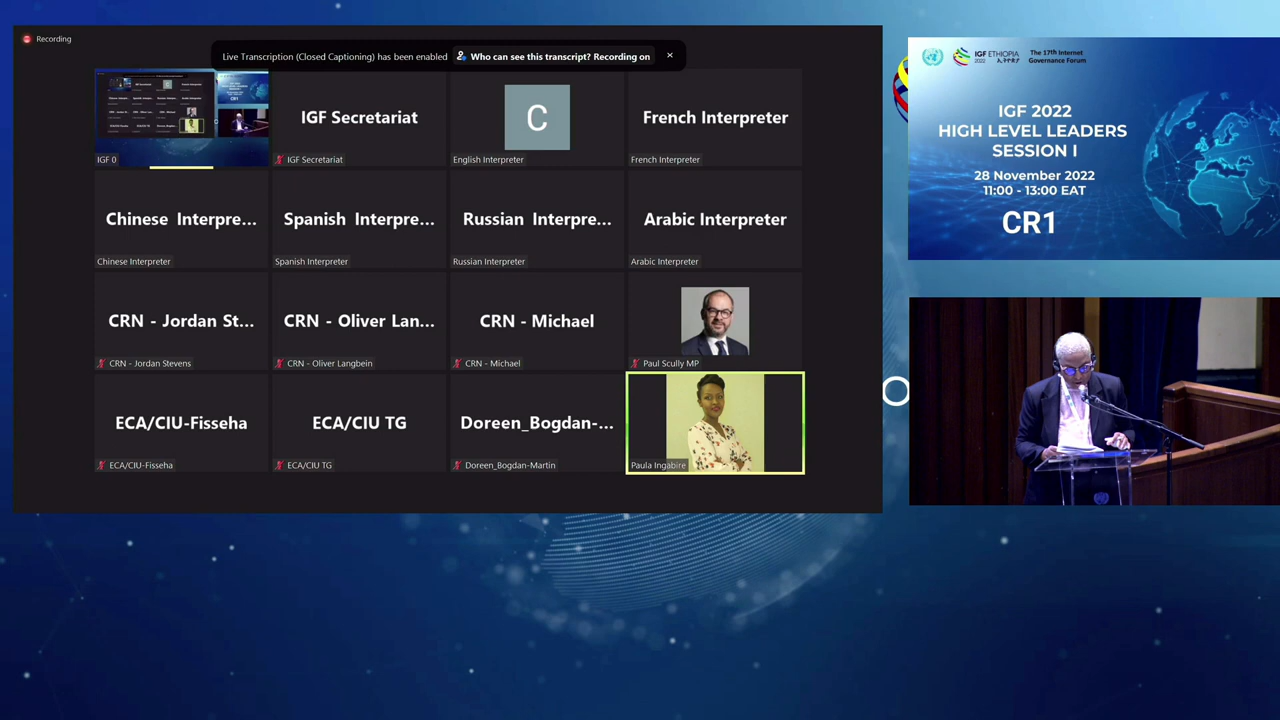 Recording
Live Transcription (Closed Captioning) has been enabled
Who can see this transcript? Recording on
IGF 0
IGF Secretariat
IGF Secretariat
C
English Interpreter
French Interpreter
French Interpreter
Chinese Interpre...
Chinese Interpreter
Spanish Interpre...
Spanish Interpreter
Russian Interpre...
Russian Interpreter
Arabic Interpreter
Arabic Interpreter
CRN - Jordan St...
CRN - Jordan Stevens
CRN - Oliver Lan...
CRN - Oliver Langbein
CRN - Michael
CRN - Michael
Paul Scully MP
ECA/CIU-Fisseha
ECA/CIU-Fisseha
ECA/CIU TG
ECA/CIU TG
Doreen_Bogdan-...
Doreen_Bogdan-Martin
Paula Ingabire
IGF ETHIOPIA
2022 ኢትዮጵያ
The 17th Internet
Governance Forum
IGF 2022
HIGH LEVEL LEADERS
SESSION I
28 November 2022
11:00 - 13:00 EAT
CR1